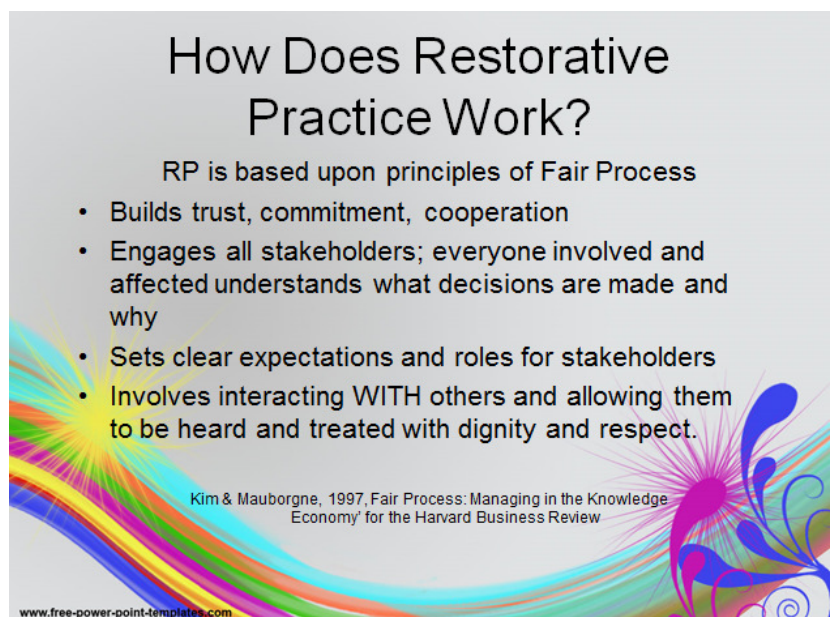 How Does Restorative
Practice Work?
RP is based upon principles of Fair Process
• Builds trust, commitment, cooperation
• Engages all stakeholders; everyone involved and
affected understands what decisions are made and
why
• Sets clear expectations and roles for stakeholders
• Involves interacting WITH others and allowing them
to be heard and treated with dignity and respect.
Kim & Mauborgne, 1997, Fair Process: Managing in the Knowledge
Economy' for the Harvard Business Review
www.free-power-point-templates.com